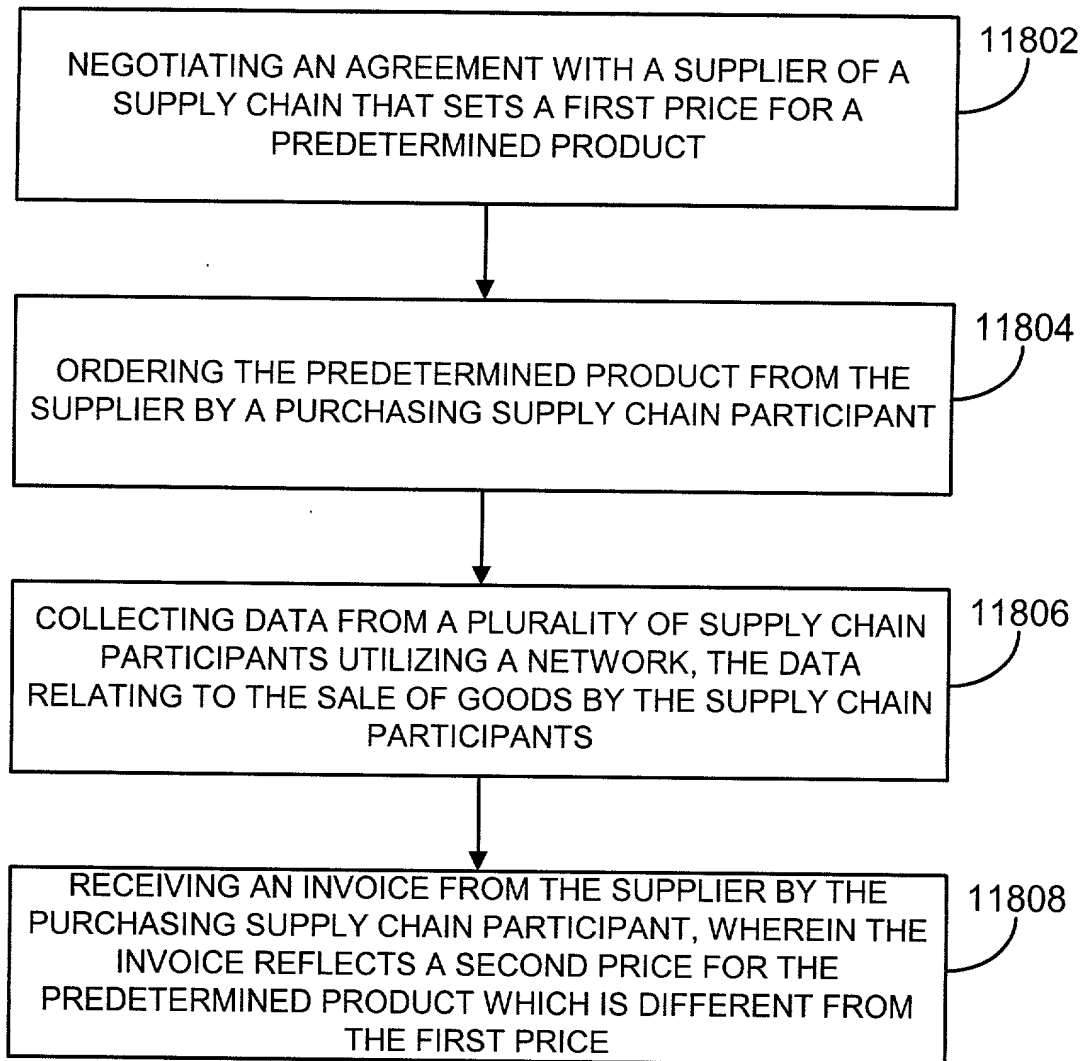 11802
NEGOTIATING AN AGREEMENT WITH A SUPPLIER OF A
SUPPLY CHAIN THAT SETS A FIRST PRICE FOR A
PREDETERMINED PRODUCT
11804
ORDERING THE PREDETERMINED PRODUCT FROM THE
SUPPLIER BY A PURCHASING SUPPLY CHAIN PARTICIPANT
11806
COLLECTING DATA FROM A PLURALITY OF SUPPLY CHAIN
PARTICIPANTS UTILIZING A NETWORK, THE DATA
RELATING TO THE SALE OF GOODS BY THE SUPPLY CHAIN
PARTICIPANTS
11808
RECEIVING AN INVOICE FROM THE SUPPLIER BY THE
PURCHASING SUPPLY CHAIN PARTICIPANT, WHEREIN THE
INVOICE REFLECTS A SECOND PRICE FOR THE
PREDETERMINED PRODUCT WHICH IS DIFFERENT FROM
THE FIRST PRICE